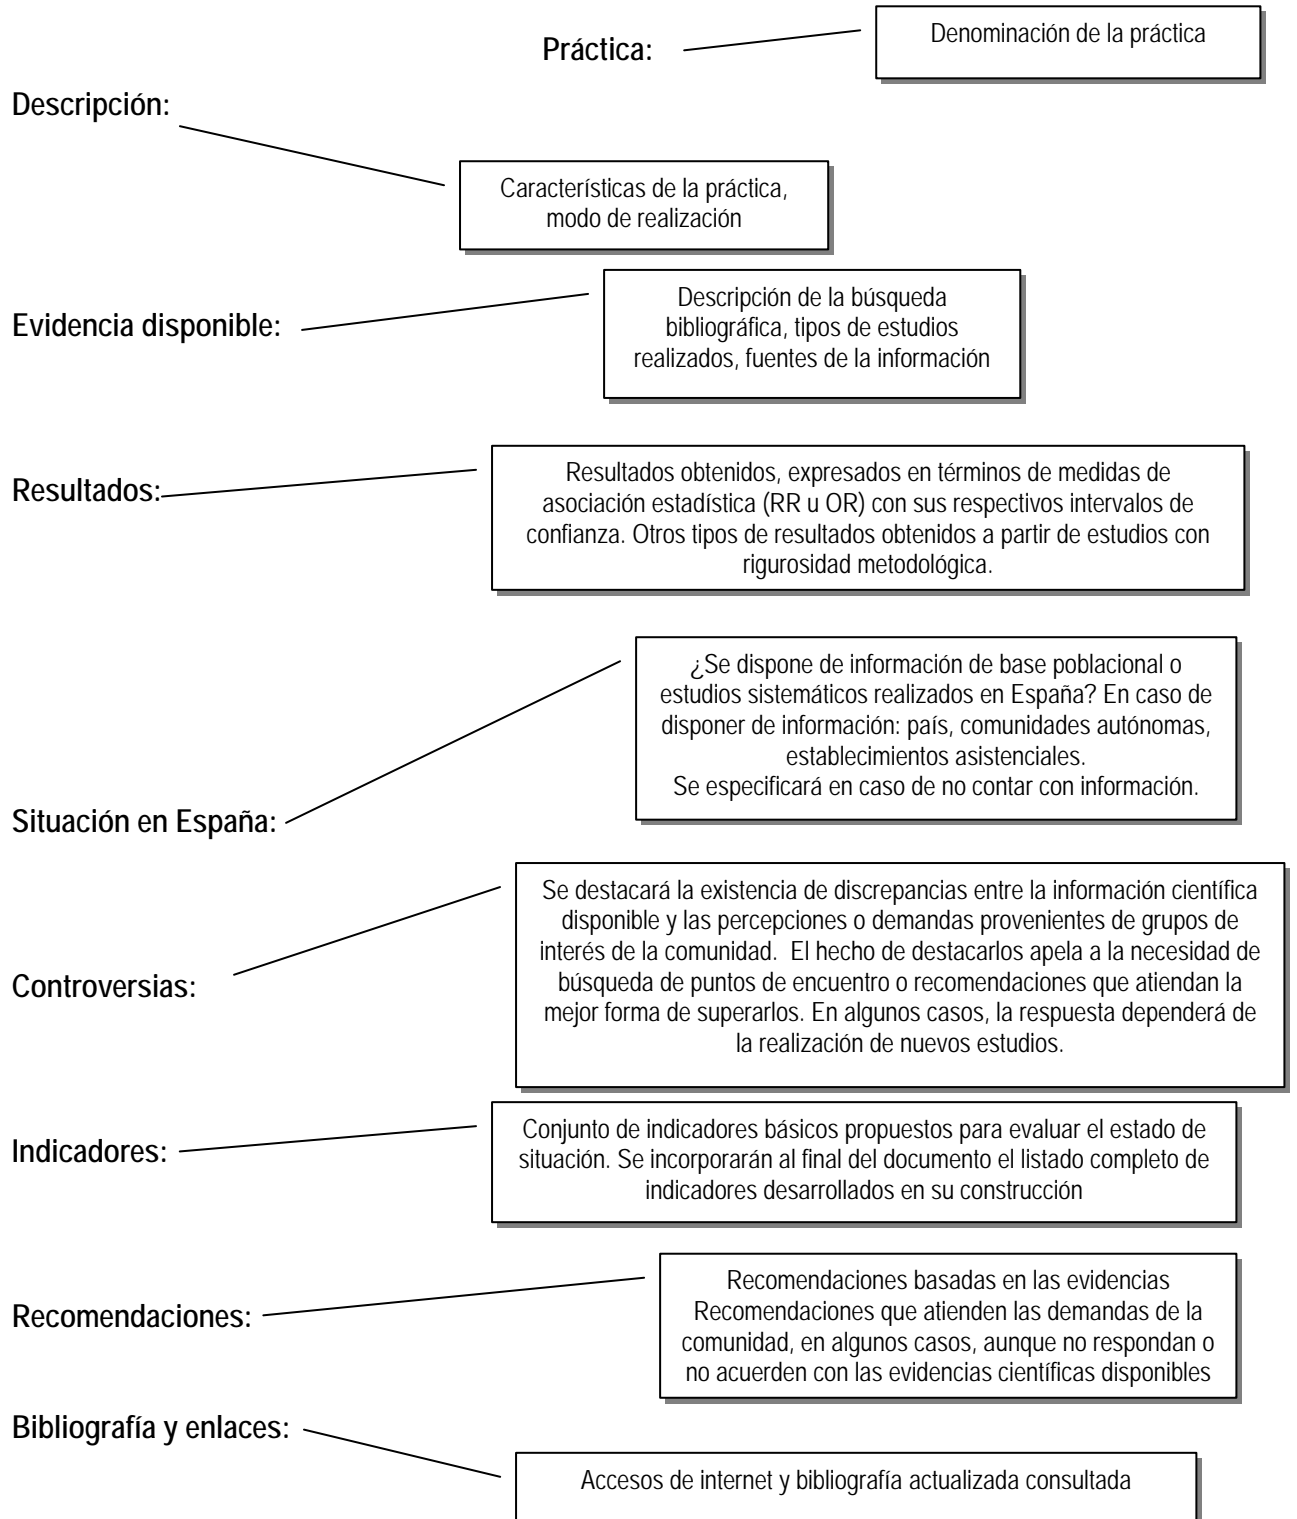 Práctica:
Denominación de la práctica
Descripción:
Características de la práctica,
modo de realización
Evidencia disponible:
Descripción de la búsqueda
bibliográfica, tipos de estudios
realizados, fuentes de la información
Resultados:
Resultados obtenidos, expresados en términos de medidas de
asociación estadística (RR u OR) con sus respectivos intervalos de
confianza. Otros tipos de resultados obtenidos a partir de estudios con
rigurosidad metodológica.
Situación en España:
¿Se dispone de información de base poblacional o
estudios sistemáticos realizados en España? En caso de
disponer de información: país, comunidades autónomas,
establecimientos asistenciales.
Se especificará en caso de no contar con información.
Controversias:
Se destacará la existencia de discrepancias entre la información científica
disponible y las percepciones o demandas provenientes de grupos de
interés de la comunidad.  El hecho de destacarlos apela a la necesidad de
búsqueda de puntos de encuentro o recomendaciones que atiendan la
mejor forma de superarlos. En algunos casos, la respuesta dependerá de
la realización de nuevos estudios.
Indicadores:
Conjunto de indicadores básicos propuestos para evaluar el estado de
situación. Se incorporarán al final del documento el listado completo de
indicadores desarrollados en su construcción
Recomendaciones:
Recomendaciones basadas en las evidencias
Recomendaciones que atienden las demandas de la
comunidad, en algunos casos, aunque no respondan o
no acuerden con las evidencias científicas disponibles
Bibliografía y enlaces:
Accesos de internet y bibliografía actualizada consultada